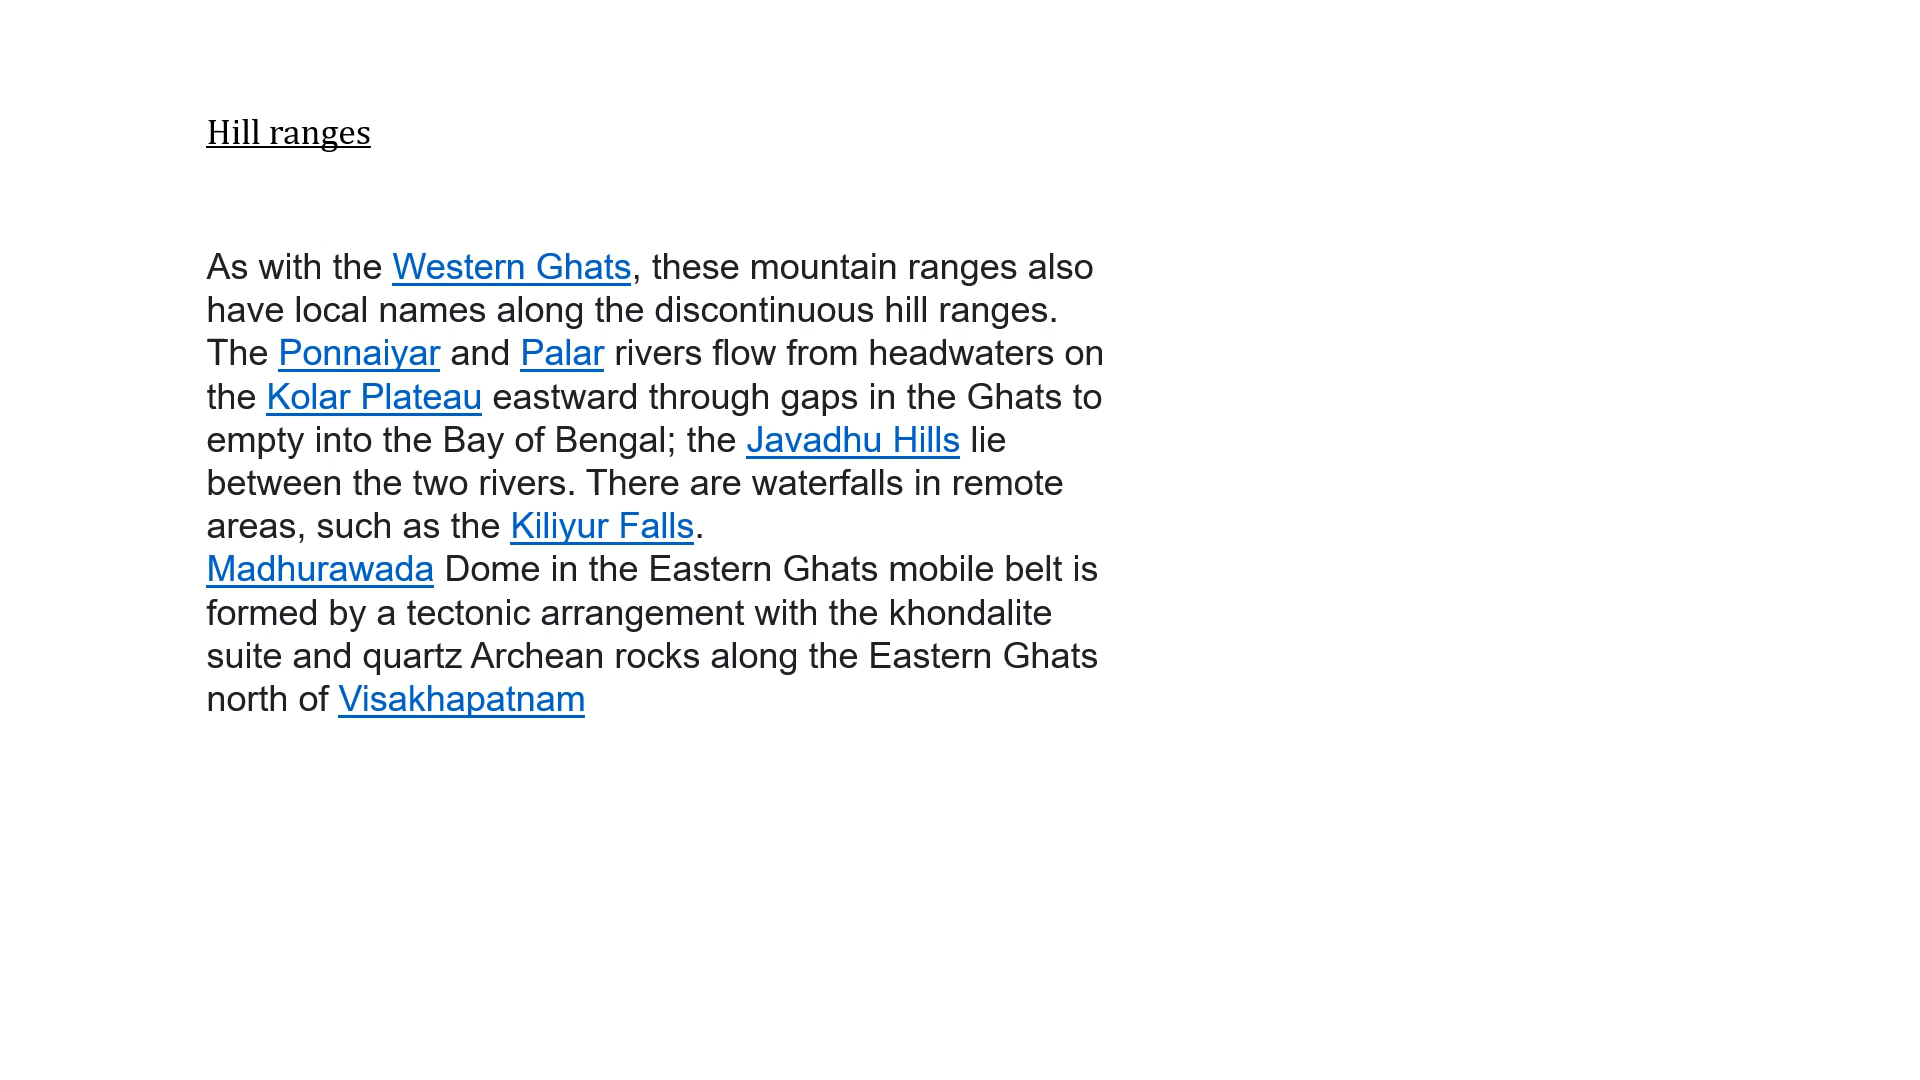 Hill ranges
As with the Western Ghats, these mountain ranges also
have local names along the discontinuous hill ranges.
The Ponnaiyar and Palar rivers flow from headwaters on
the Kolar Plateau eastward through gaps in the Ghats to
empty into the Bay of Bengal; the Javadhu Hills lie
between the two rivers. There are waterfalls in remote
areas, such as the Kiliyur Falls.
Madhurawada Dome in the Eastern Ghats mobile belt is
formed by a tectonic arrangement with the khondalite
suite and quartz Archean rocks along the Eastern Ghats
north of Visakhapatnam